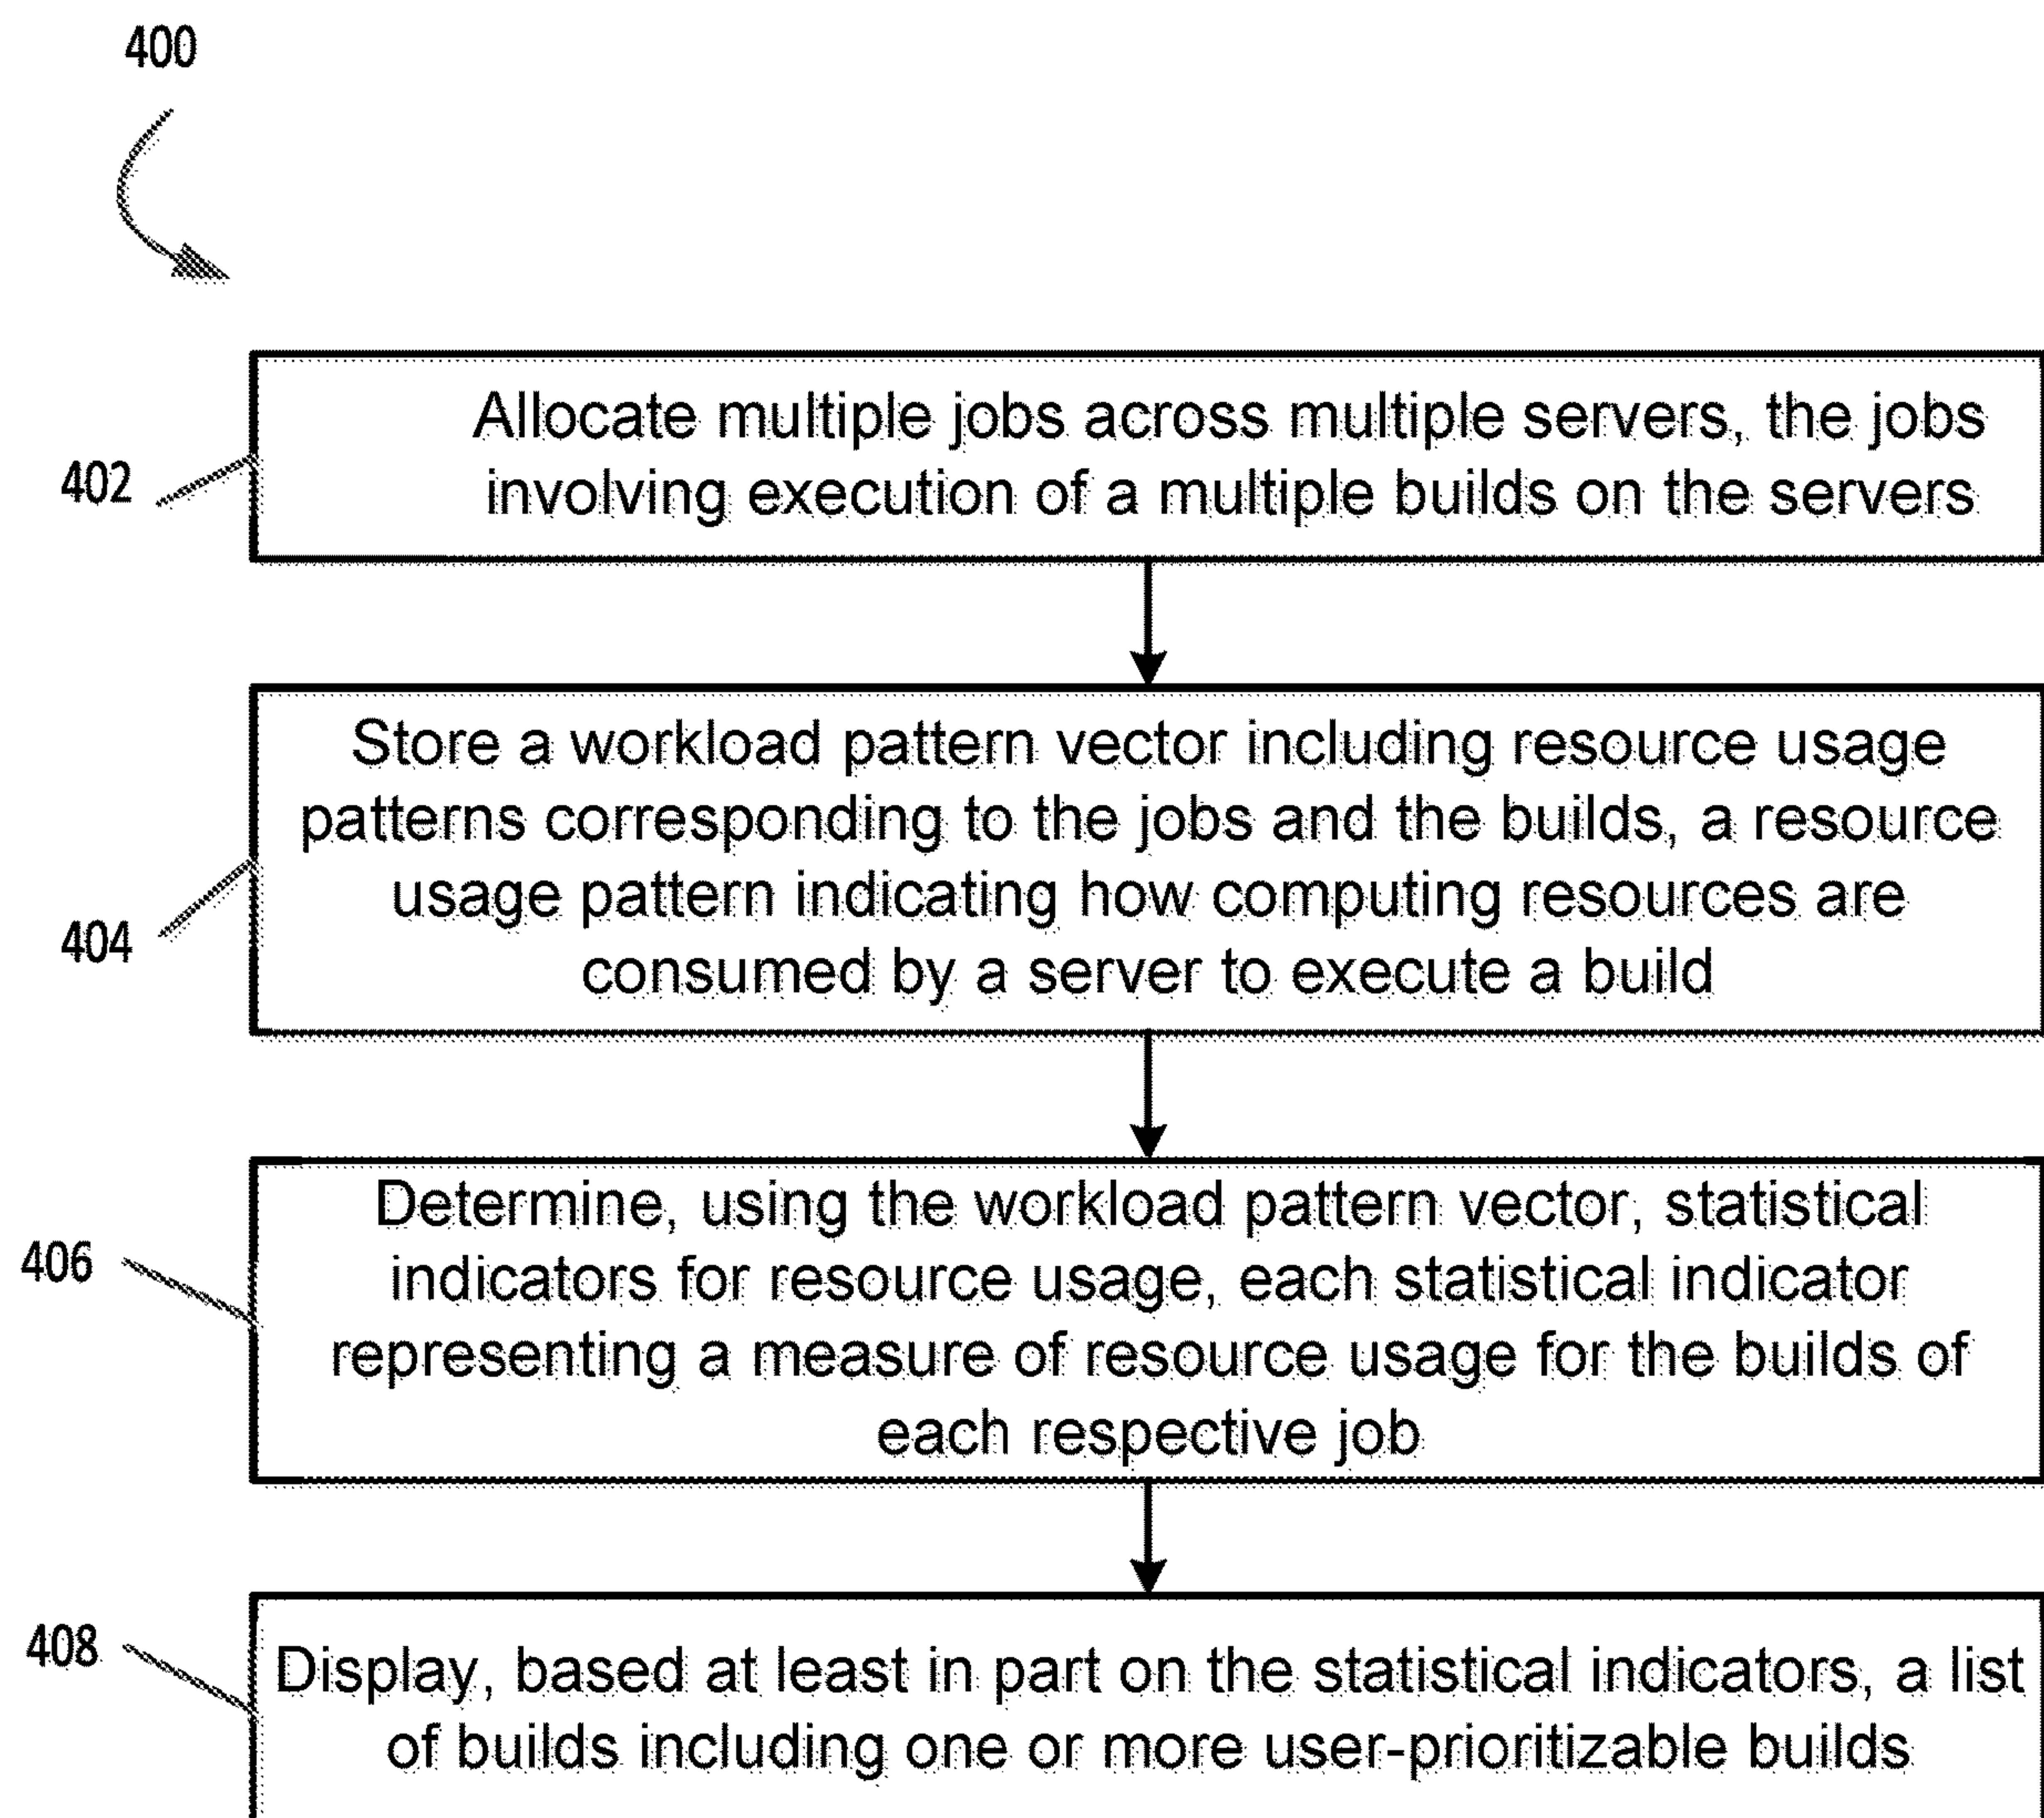 400
402
Allocate multiple jobs across multiple servers, the jobs
involving execution of a multiple builds on the servers
404
Store a workload pattern vector including resource usage
patterns corresponding to the jobs and the builds, a resource
usage pattern indicating how computing resources are
consumed by a server to execute a build
406
Determine, using the workload pattern vector, statistical
indicators for resource usage, each statistical indicator
representing a measure of resource usage for the builds of
each respective job
408
Display, based at least in part on the statistical indicators, a list
of builds including one or more user-prioritizable builds